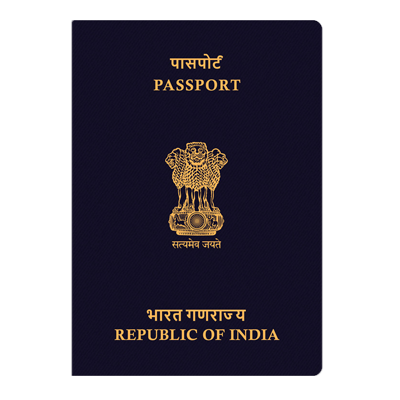 पासपोर्ट
PASSPORT
सत्यमेव जयते
भारत गणराज्य
REPUBLIC OF INDIA